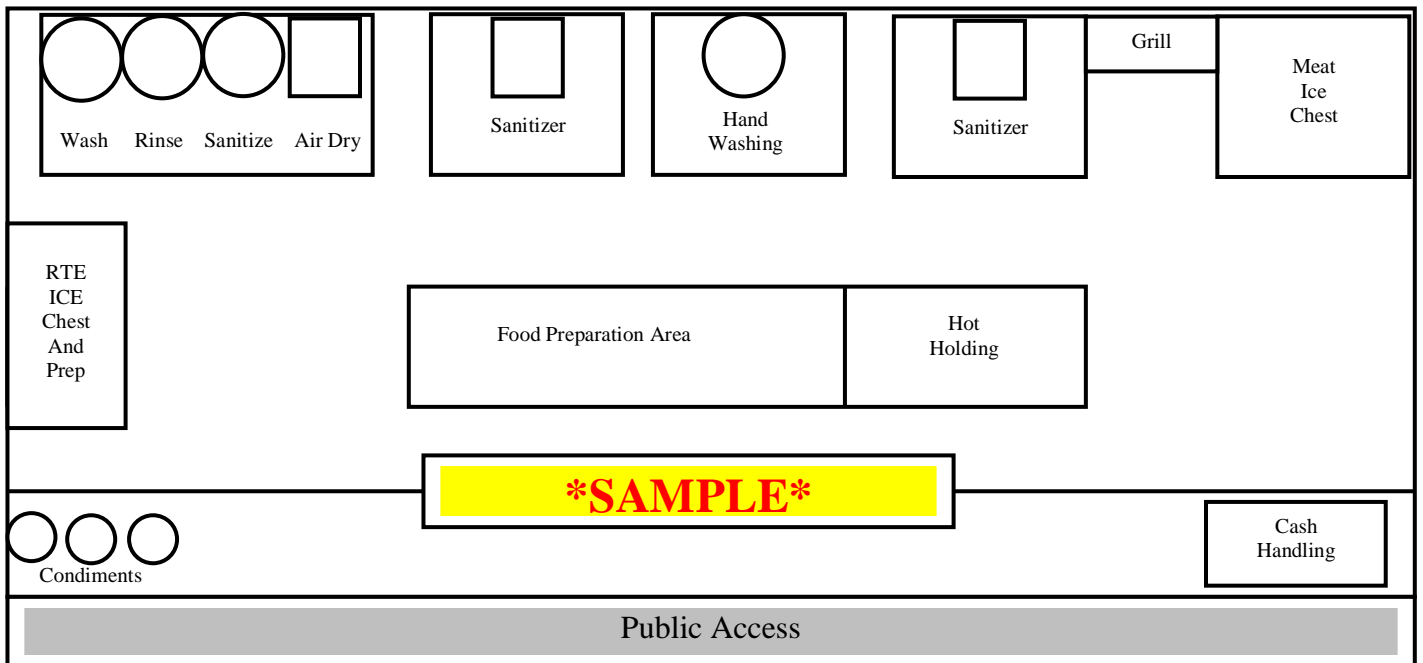 Wash Rinse Sanitize Air Dry
Sanitizer
Hand
Washing
Sanitizer
Grill
Meat
Ice
Chest
RTE
ICE
Chest
And
Prep
Food Preparation Area
Hot
Holding
*SAMPLE*
Condiments
Cash
Handling
Public Access